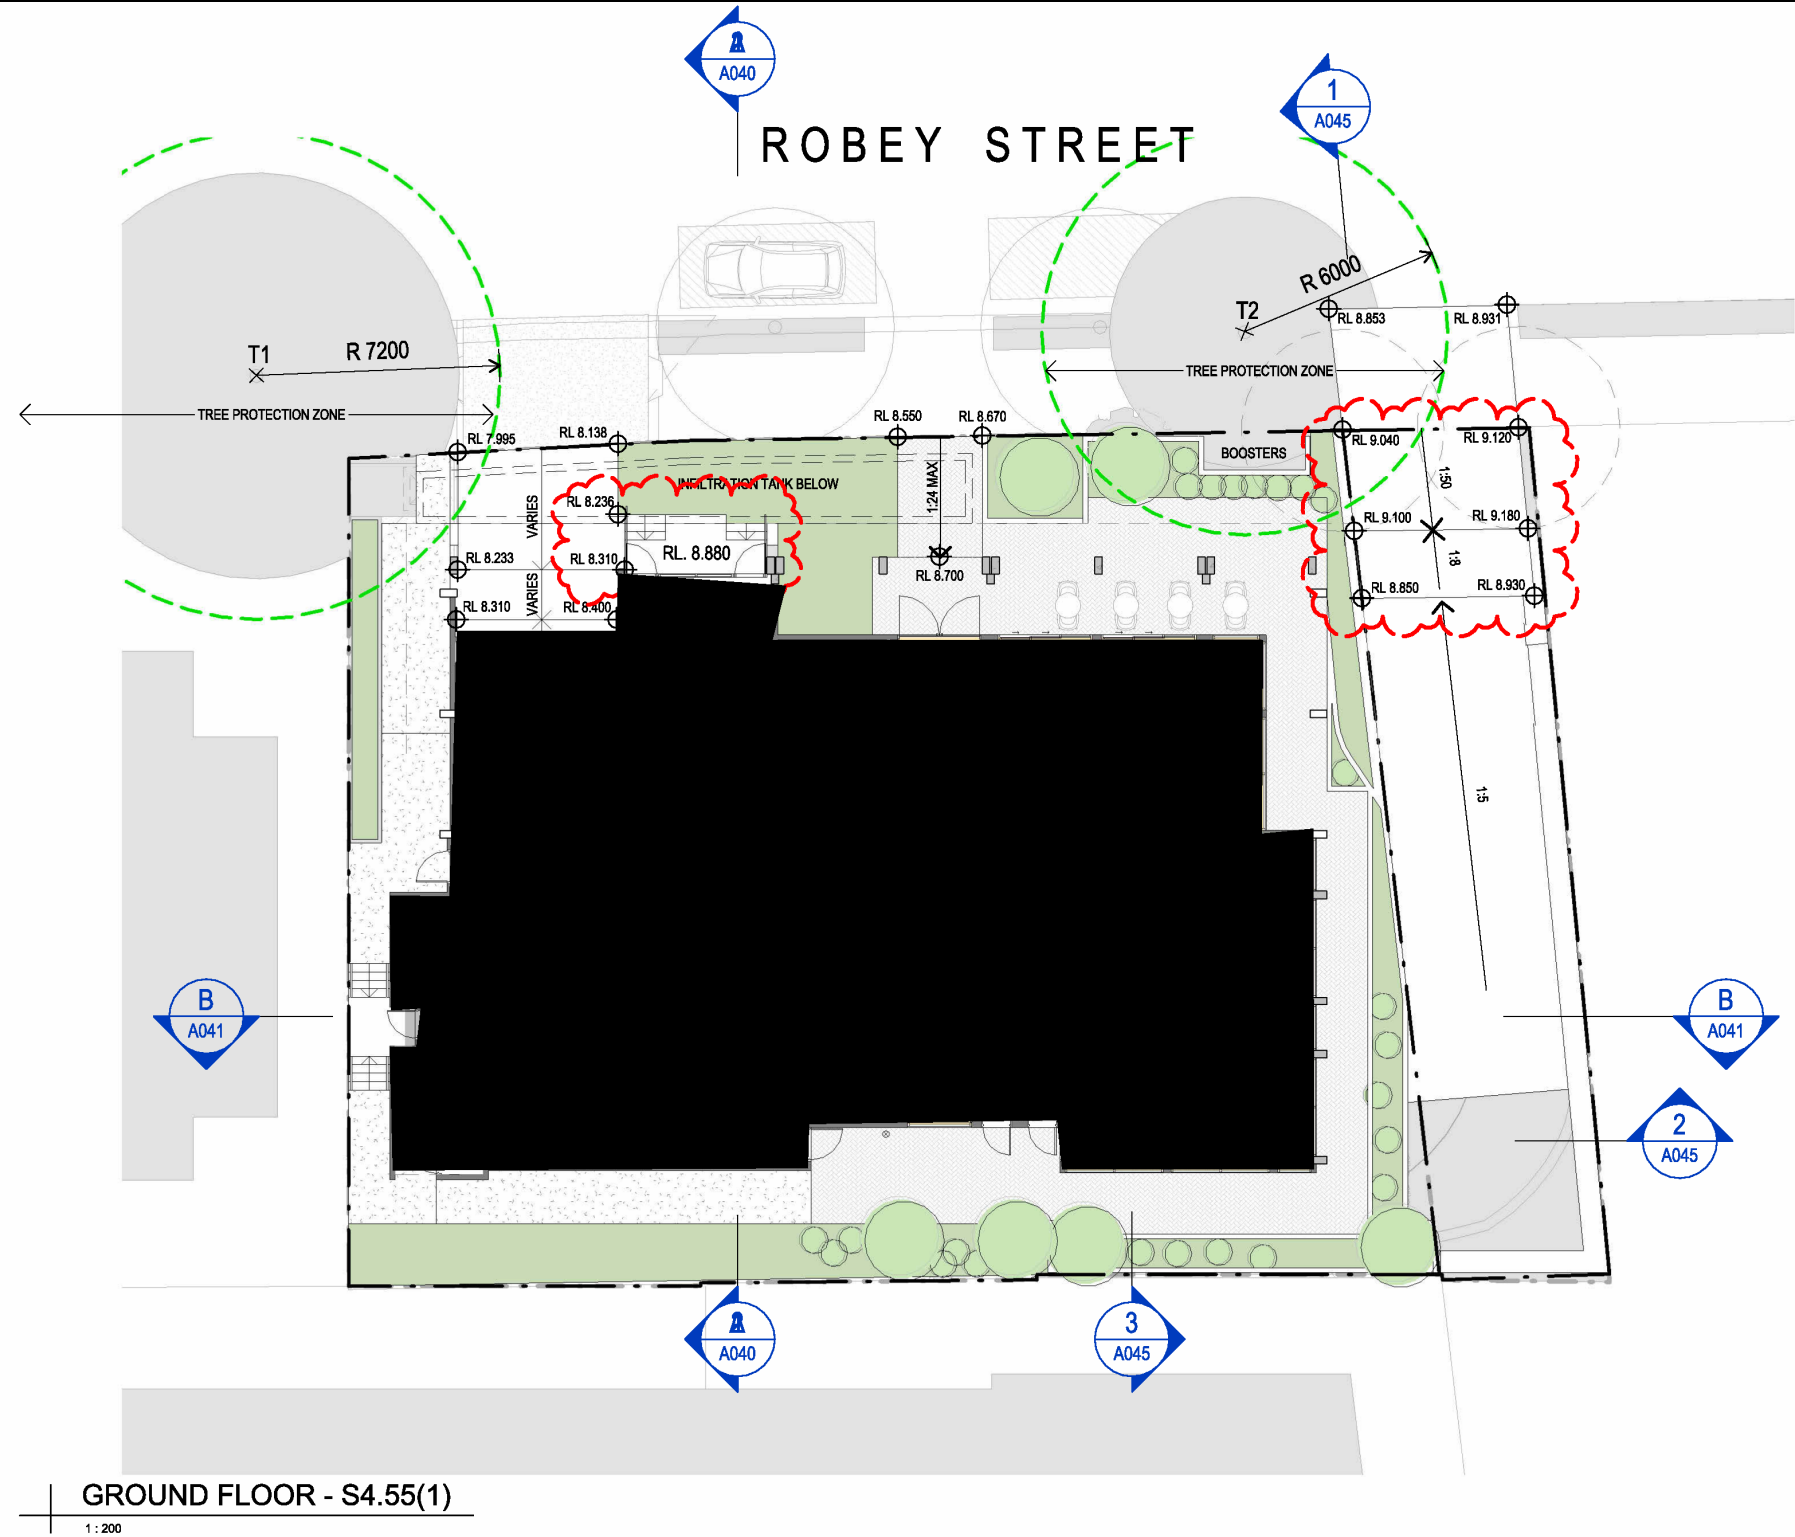 A040
1
A045
ROBEY STREET
R 6000
T2
RL 8.853
RL 8.931
T1
R 7200
TREE PROTECTION ZONE
TREE PROTECTION ZONE
RL 7.995
RL 8.138
RL 8.550
RL 8.670
RL 9.040
RL 9.120
BOOSTERS
INFILTRATION TANK BELOW
1:24 MAX
1:50
VARIES
RL 8.236
RL 9.100
RL 9.180
RL 8.233
RL 8.310
RL. 8.880
RL 8.700
1:8
VARIES
RL 8.310
RL 8.400
RL 8.850
RL 8.930
1:5
B
A041
B
A041
2
A045
A040
3
A045
GROUND FLOOR - S4.55(1)
1 : 200